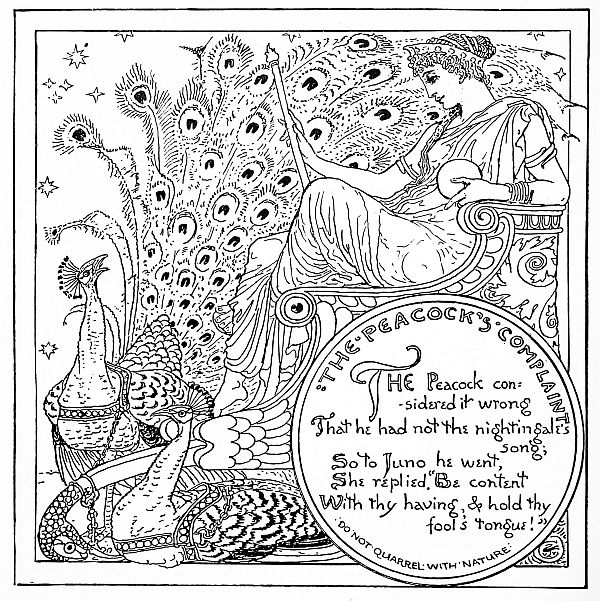 :THE·PEACOCK'S·COMPLAINT:
THE Peacock con=
-sidered it wrong
That he had not the nightingale's
song;
So to Juno he went,
She replied, "Be content
With thy having, & hold thy
fool's tongue!"
·DO·NOT·QUARREL·WITH·NATURE·